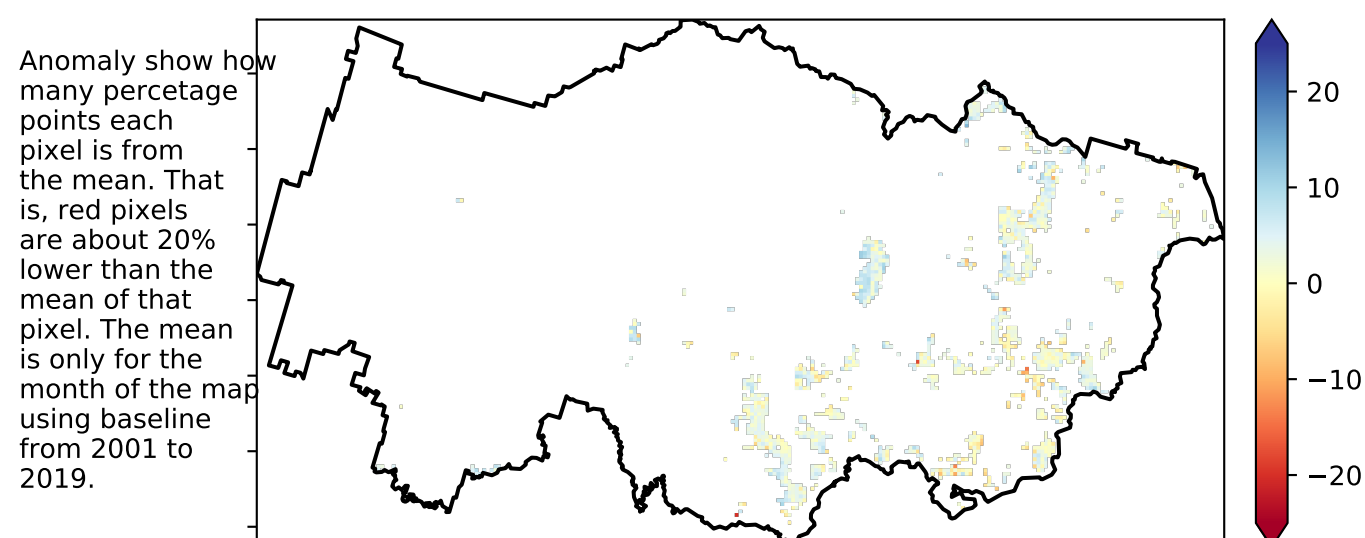 Anomaly show how
many percetage
points each
pixel is from
the mean. That
is, red pixels
are about 20%
lower than the
mean of that
pixel. The mean
is only for the
month of the map
using baseline
from 2001 to
2019.
20
10
0
−10
−20